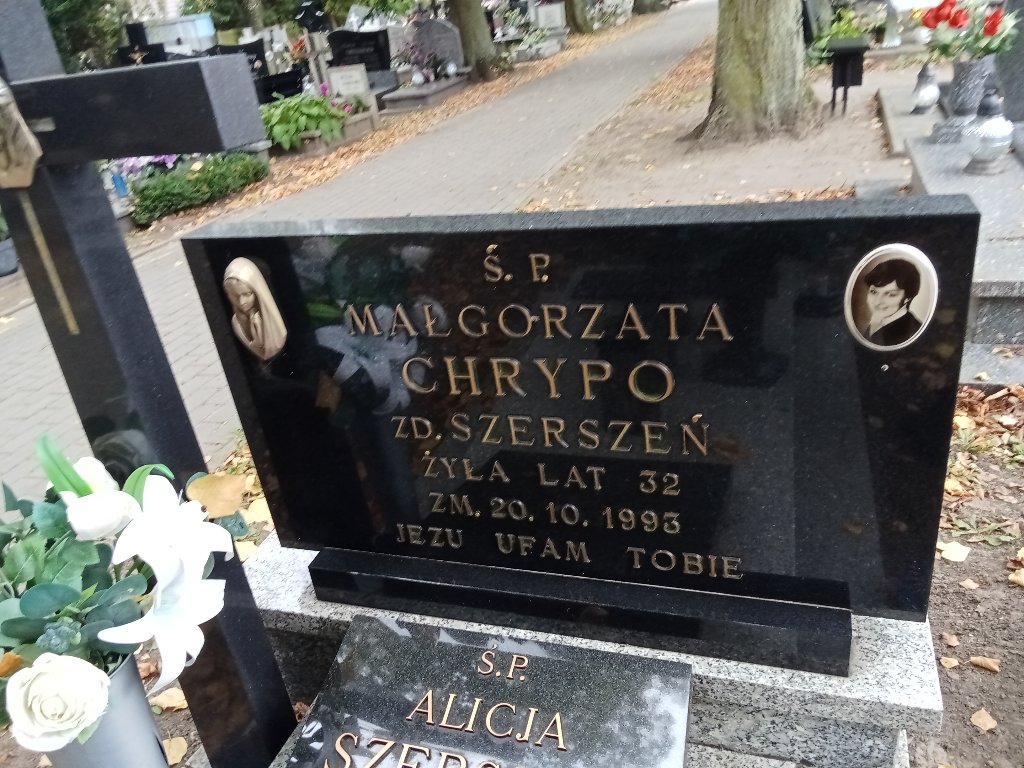 Ś. P.
MAŁGORZATA
CHRYPO
ZD. SZERSZEŃ
ŻYŁA LAT 32
ZM. 20. 10. 1993
JEZU UFAM TOBIE
Ś.P.
ALICJA